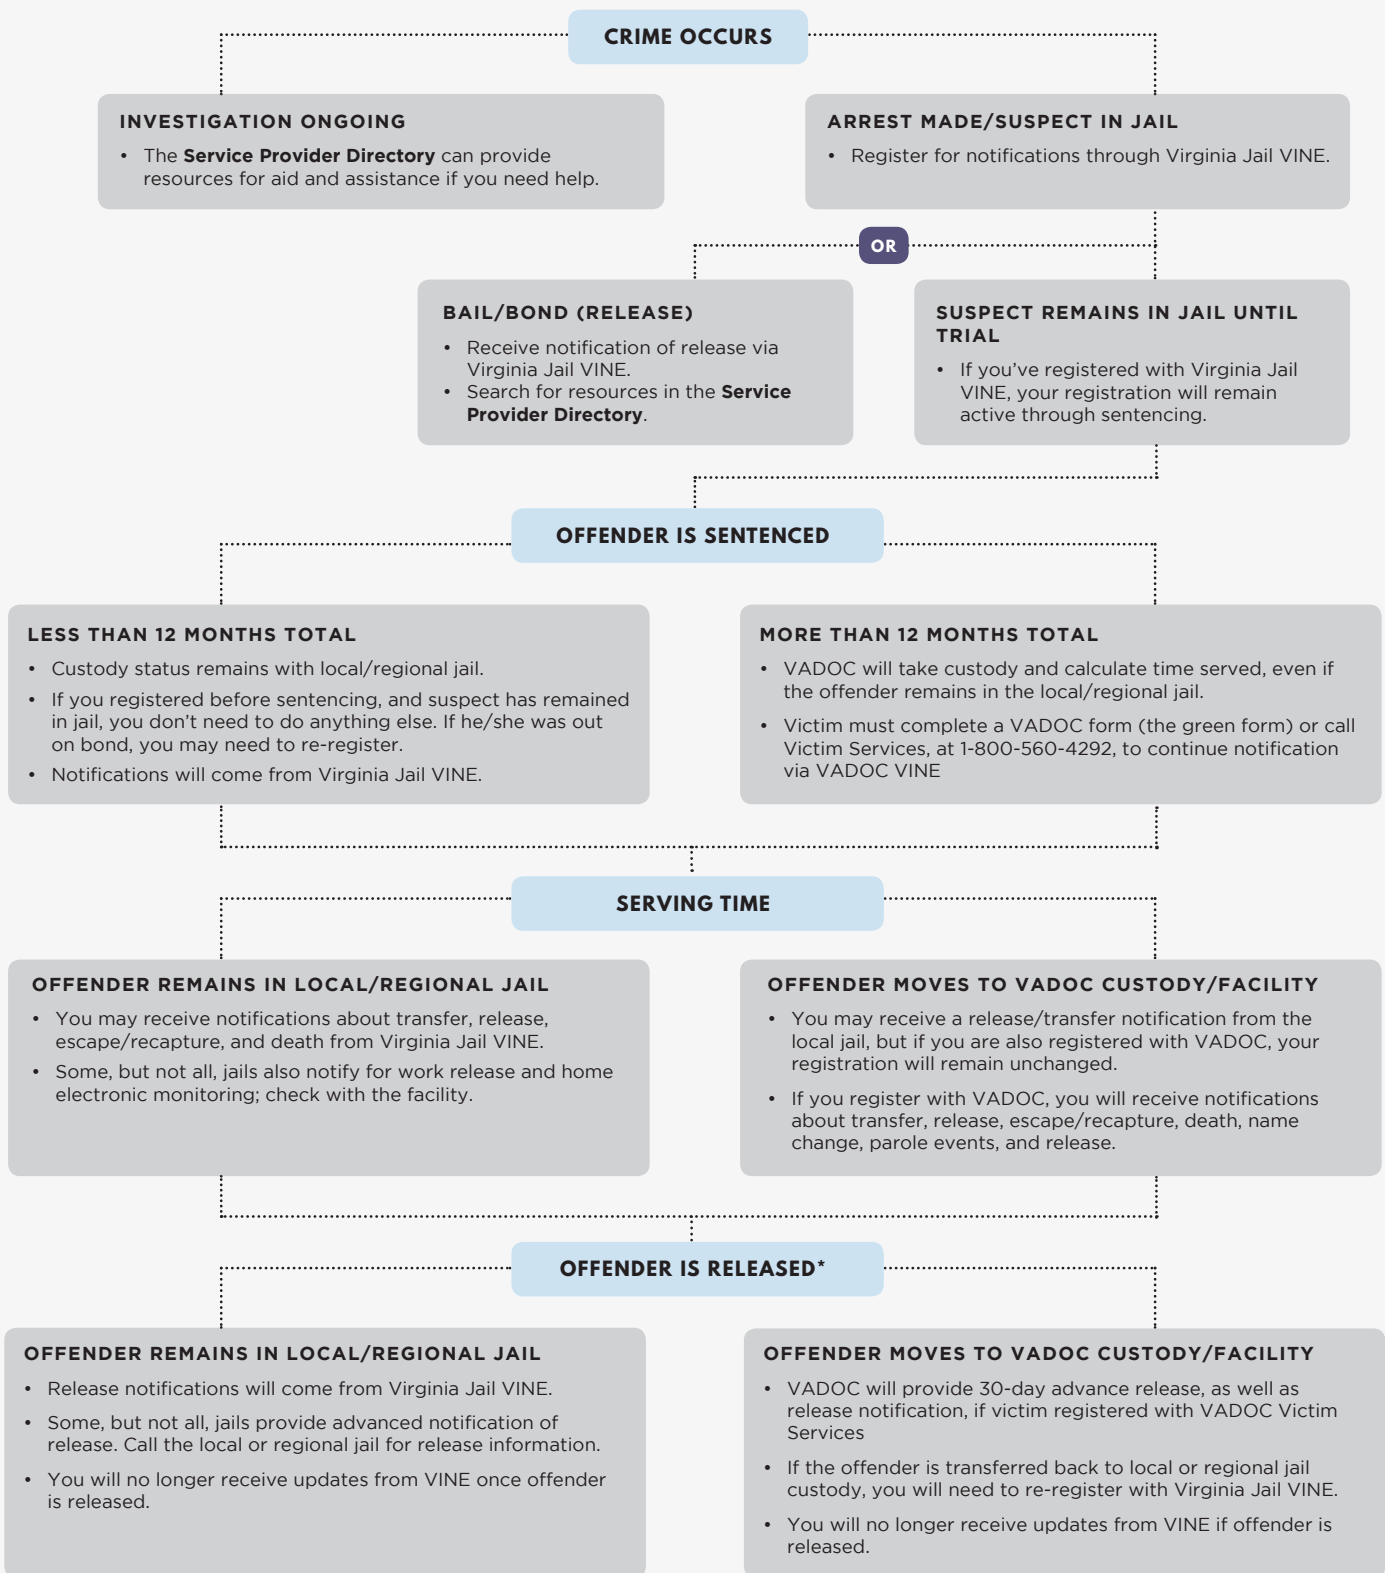 CRIME OCCURS
INVESTIGATION ONGOING
• The Service Provider Directory can provide
resources for aid and assistance if you need help.
ARREST MADE/SUSPECT IN JAIL
• Register for notifications through Virginia Jail VINE.
OR
BAIL/BOND (RELEASE)
• Receive notification of release via
Virginia Jail VINE.
• Search for resources in the Service
Provider Directory.
SUSPECT REMAINS IN JAIL UNTIL
TRIAL
• If you’ve registered with Virginia Jail
VINE, your registration will remain
active through sentencing.
OFFENDER IS SENTENCED
LESS THAN 12 MONTHS TOTAL
• Custody status remains with local/regional jail.
• If you registered before sentencing, and suspect has remained
in jail, you don’t need to do anything else. If he/she was out
on bond, you may need to re-register.
• Notifications will come from Virginia Jail VINE.
MORE THAN 12 MONTHS TOTAL
• VADOC will take custody and calculate time served, even if
the offender remains in the local/regional jail.
• Victim must complete a VADOC form (the green form) or call
Victim Services, at 1-800-560-4292, to continue notification
via VADOC VINE
SERVING TIME
OFFENDER REMAINS IN LOCAL/REGIONAL JAIL
• You may receive notifications about transfer, release,
escape/recapture, and death from Virginia Jail VINE.
• Some, but not all, jails also notify for work release and home
electronic monitoring; check with the facility.
OFFENDER MOVES TO VADOC CUSTODY/FACILITY
• You may receive a release/transfer notification from the
local jail, but if you are also registered with VADOC, your
registration will remain unchanged.
• If you register with VADOC, you will receive notifications
about transfer, release, escape/recapture, death, name
change, parole events, and release.
OFFENDER IS RELEASED*
OFFENDER REMAINS IN LOCAL/REGIONAL JAIL
• Release notifications will come from Virginia Jail VINE.
• Some, but not all, jails provide advanced notification of
release. Call the local or regional jail for release information.
• You will no longer receive updates from VINE once offender
is released.
OFFENDER MOVES TO VADOC CUSTODY/FACILITY
• VADOC will provide 30-day advance release, as well as
release notification, if victim registered with VADOC Victim
Services
• If the offender is transferred back to local or regional jail
custody, you will need to re-register with Virginia Jail VINE.
• You will no longer receive updates from VINE if offender is
released.